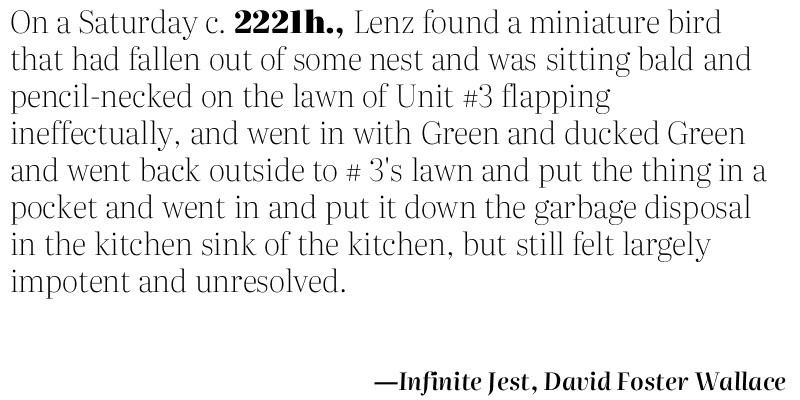 On a Saturday c. 2221h., Lenz found a miniature bird
that had fallen out of some nest and was sitting bald and
pencil-necked on the lawn of Unit #3 flapping
ineffectually, and went in with Green and ducked Green
and went back outside to # 3's lawn and put the thing in a
pocket and went in and put it down the garbage disposal
in the kitchen sink of the kitchen, but still felt largely
impotent and unresolved.
—Infinite Jest, David Foster Wallace